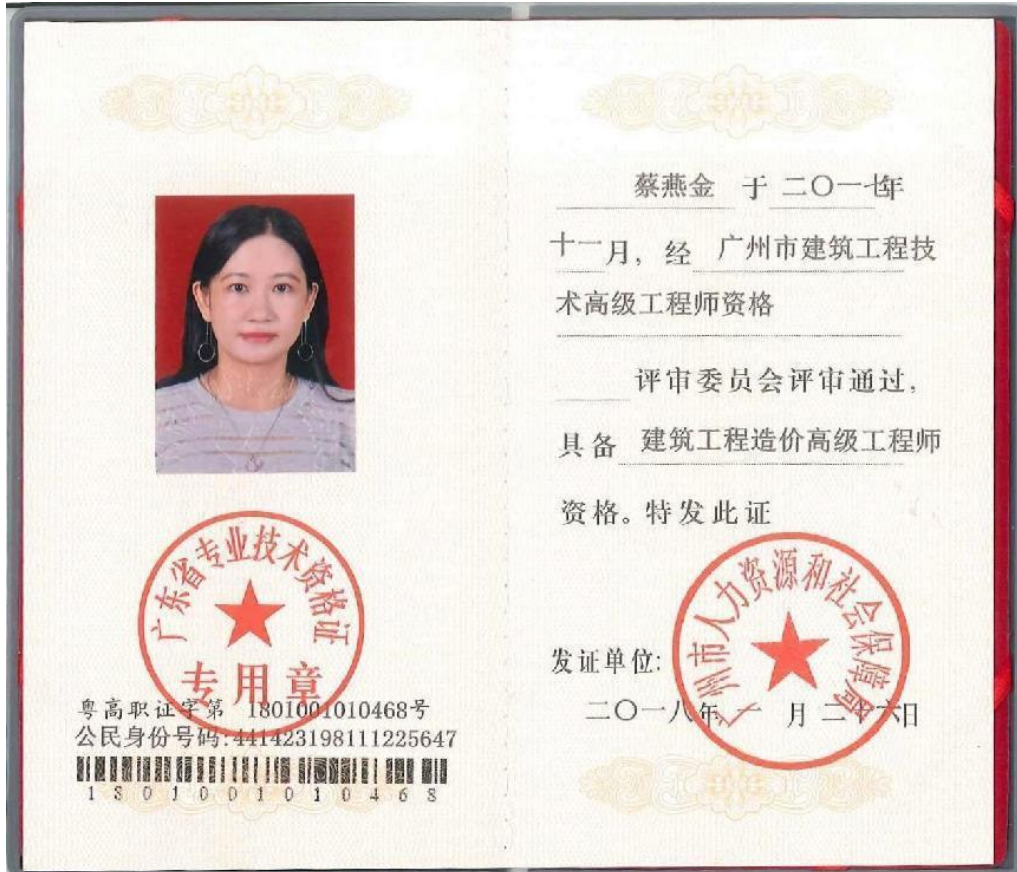 广东省专业技术资格证
专用章
粤高职证字第 1801001010468号
公民身份号码:441423198111225647
1801001010468
蔡燕金 于 二〇一七年
十一月，经 广州市建筑工程技
术高级工程师资格
评审委员会评审通过，
具备 建筑工程造价高级工程师
资格。特发此证
广州市人力资源和社会保障局
发证单位:
二〇一八年 一 月 二十六日